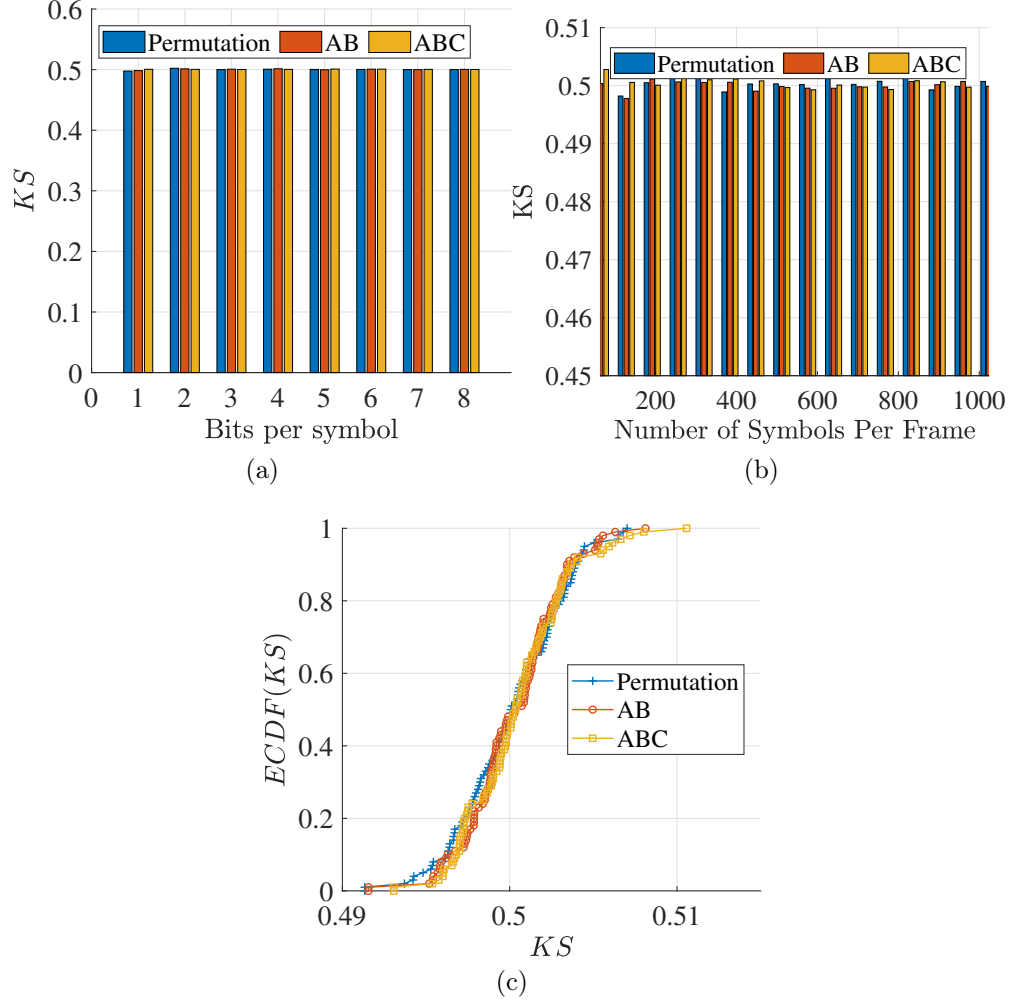 0.6
0.5
0.4
0.3
0.2
0.1
0
KS
Permutation AB ABC
0 1 2 3 4 5 6 7 8
Bits per symbol
(a)
0.51
0.5
0.49
0.48
0.47
0.46
0.45
KS
Permutation AB ABC
200 400 600 800 1000
Number of Symbols Per Frame
(b)
1
0.8
0.6
0.4
0.2
0
ECDF(KS)
Permutation
AB
ABC
0.49 0.5 0.51
KS
(c)